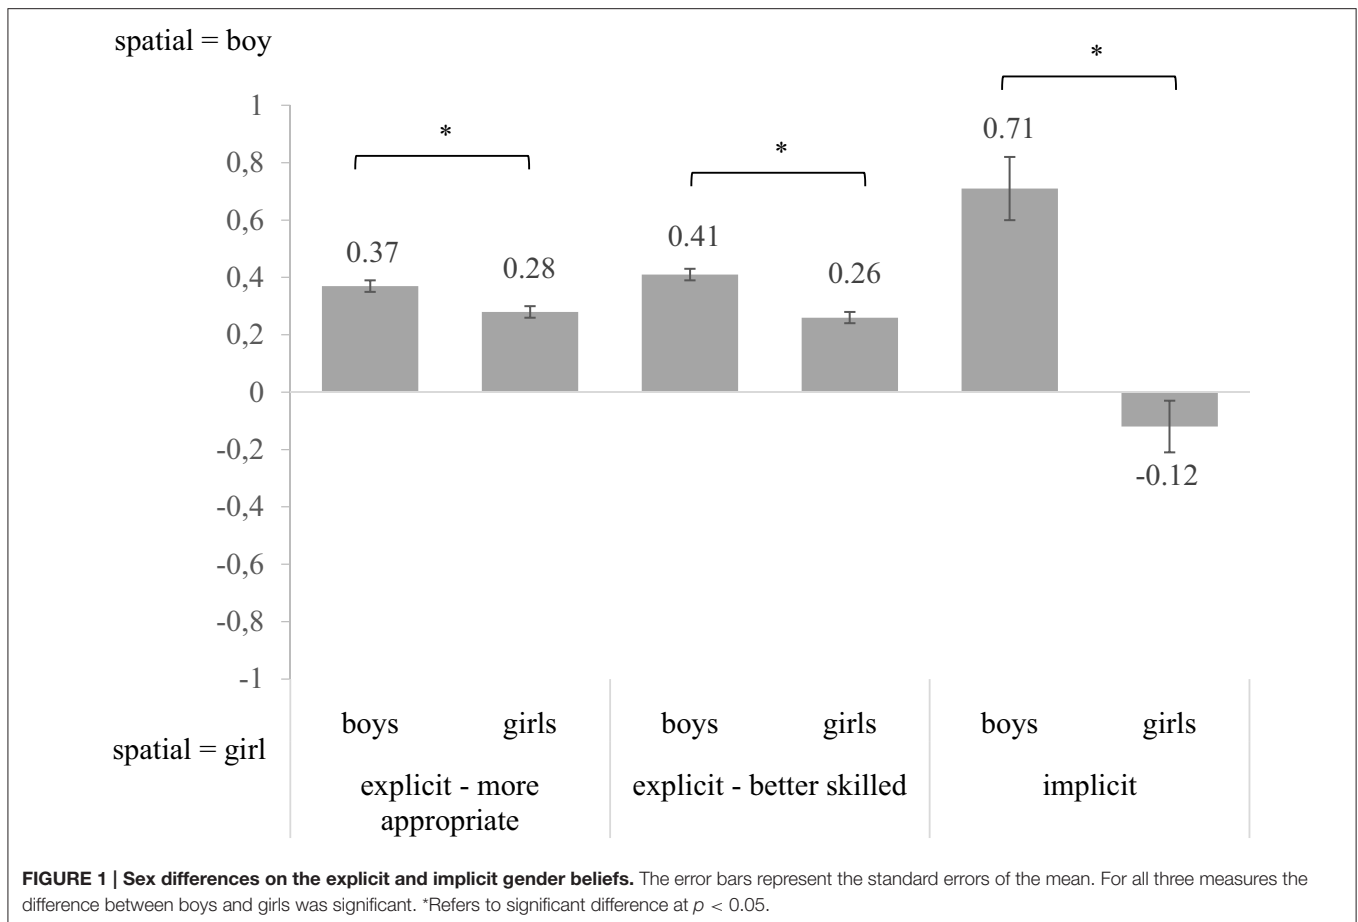 spatial = boy
*
*
*
1
0,8
0,6
0,4
0,2
0
-0,2
-0,4
-0,6
-0,8
-1
0.37
0.28
0.41
0.26
0.71
-0.12
spatial = girl
boys girls boys girls boys girls
explicit - more
appropriate
explicit - better skilled
implicit
FIGURE 1 | Sex differences on the explicit and implicit gender beliefs. The error bars represent the standard errors of the mean. For all three measures the
difference between boys and girls was significant. *Refers to significant difference at p < 0.05.